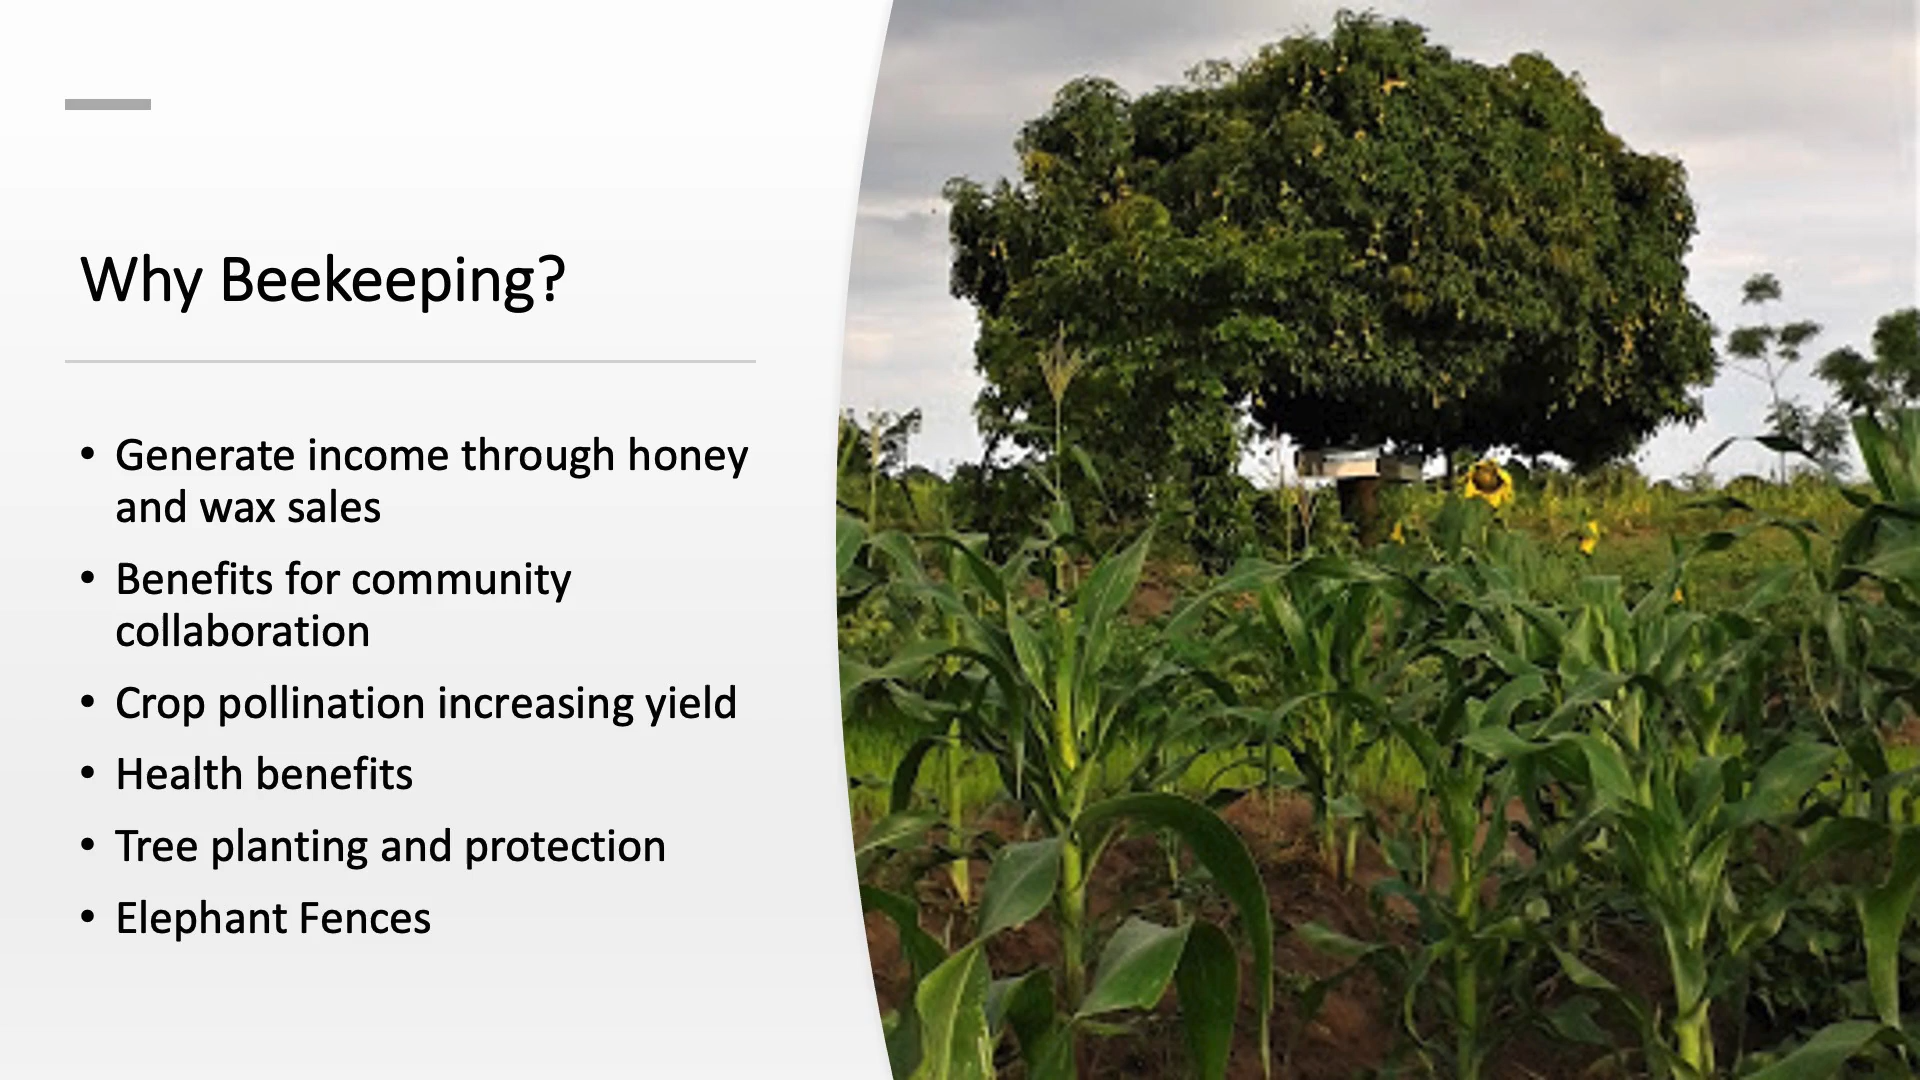 Why Beekeeping?
• Generate income through honey
and wax sales
• Benefits for community
collaboration
• Crop pollination increasing yield
• Health benefits
• Tree planting and protection
• Elephant Fences